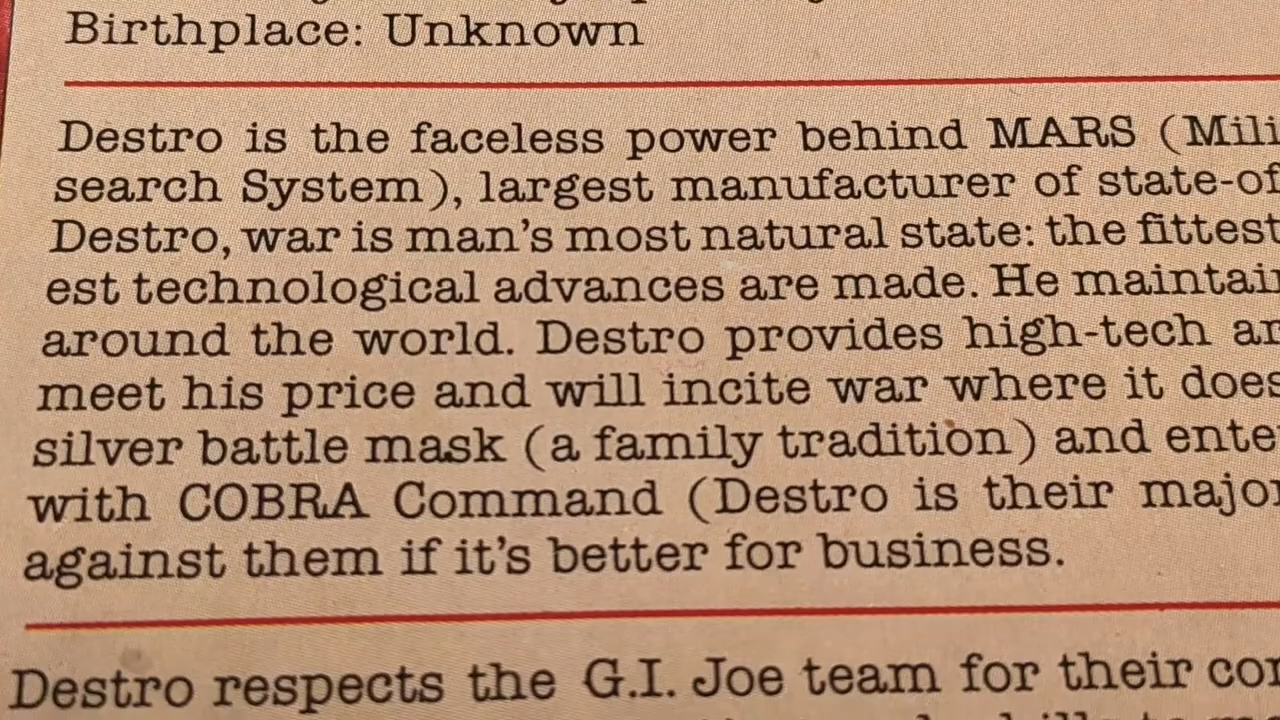 Birthplace: Unknown
Destro is the faceless power behind MARS (Mili
search System), largest manufacturer of state-of
Destro, war is man's most natural state: the fittest
est technological advances are made. He maintain
around the world. Destro provides high-tech ar
meet his price and will incite war where it does
silver battle mask (a family tradition) and ente
with COBRA Command (Destro is their major
against them if it's better for business.
Destro respects the G.I. Joe team for their com